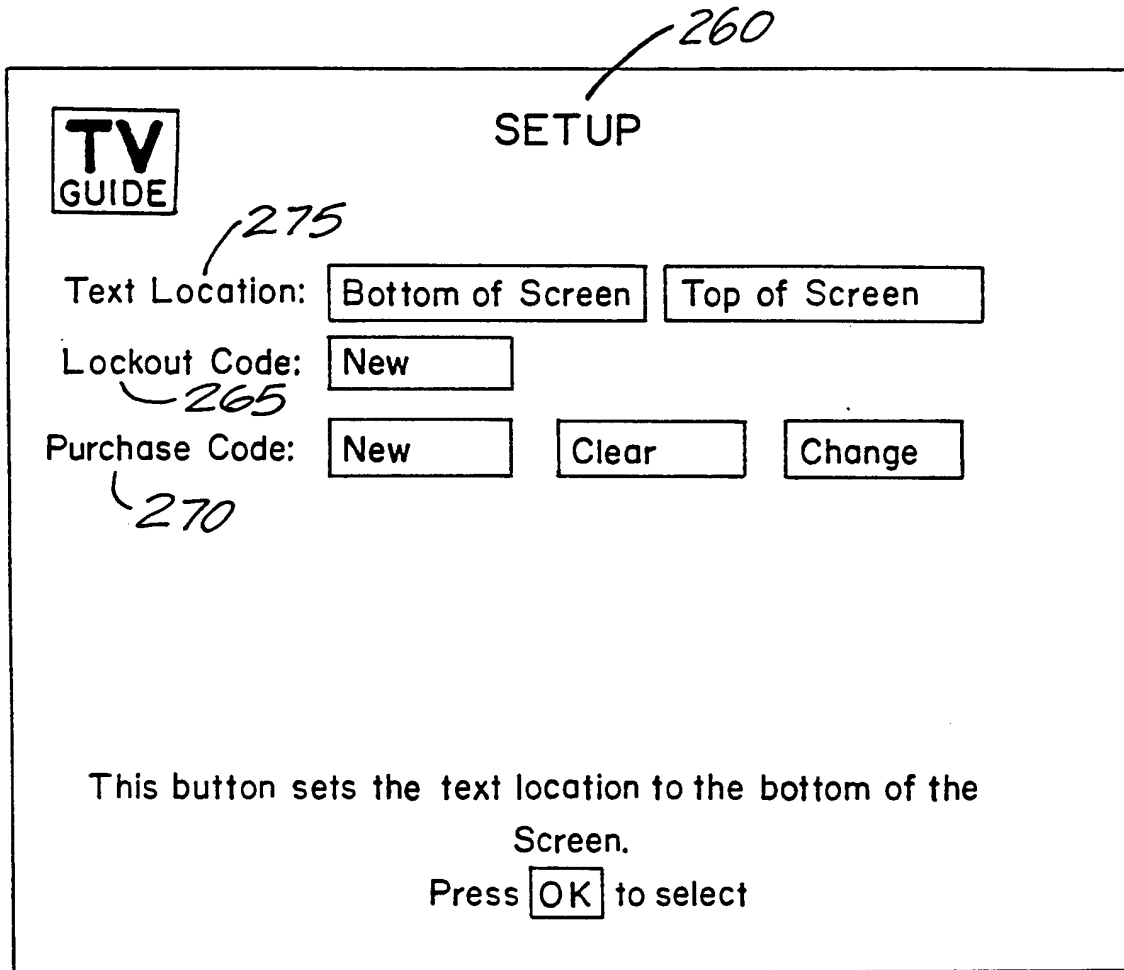 260
SETUP
TV
GUIDE
275
Text Location: Bottom of Screen Top of Screen
Lockout Code: New
265
Purchase Code: New Clear Change
270
This button sets the text location to the bottom of the
Screen.
Press OK to select